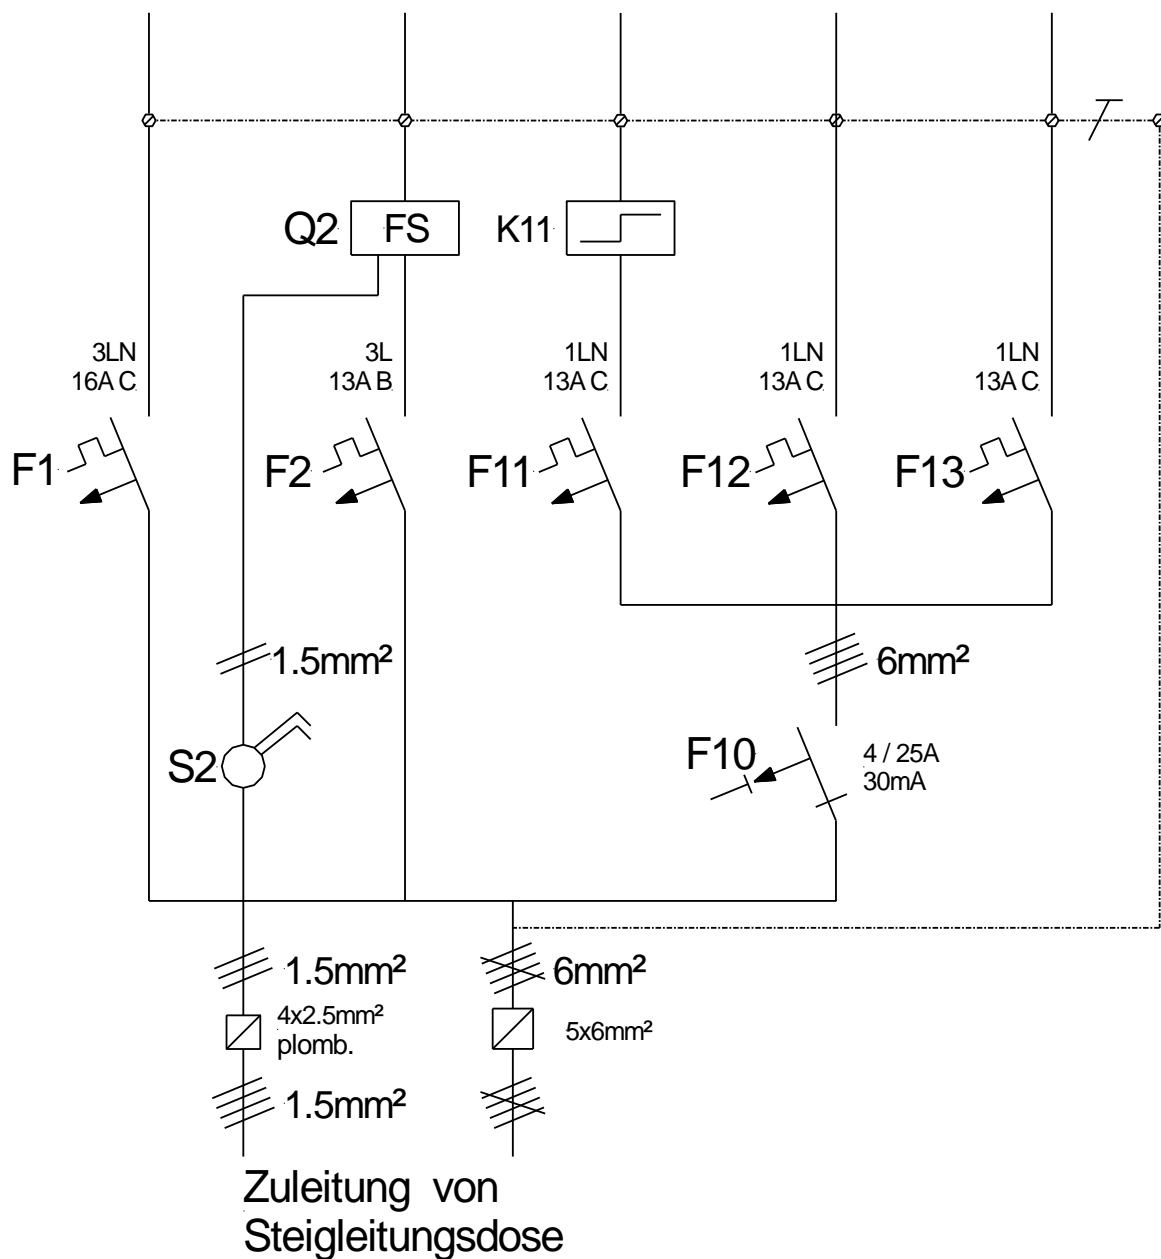 Q2
FS
K11
3LN
16A C
3L
13A B
1LN
13A C
1LN
13A C
1LN
13A C
F1
F2
F11
F12
F13
1.5mm²
6mm²
S2
F10
4 / 25A
30mA
1.5mm²
6mm²
4x2.5mm²
plomb.
5x6mm²
1.5mm²
Zuleitung von
Steigleitungsdose